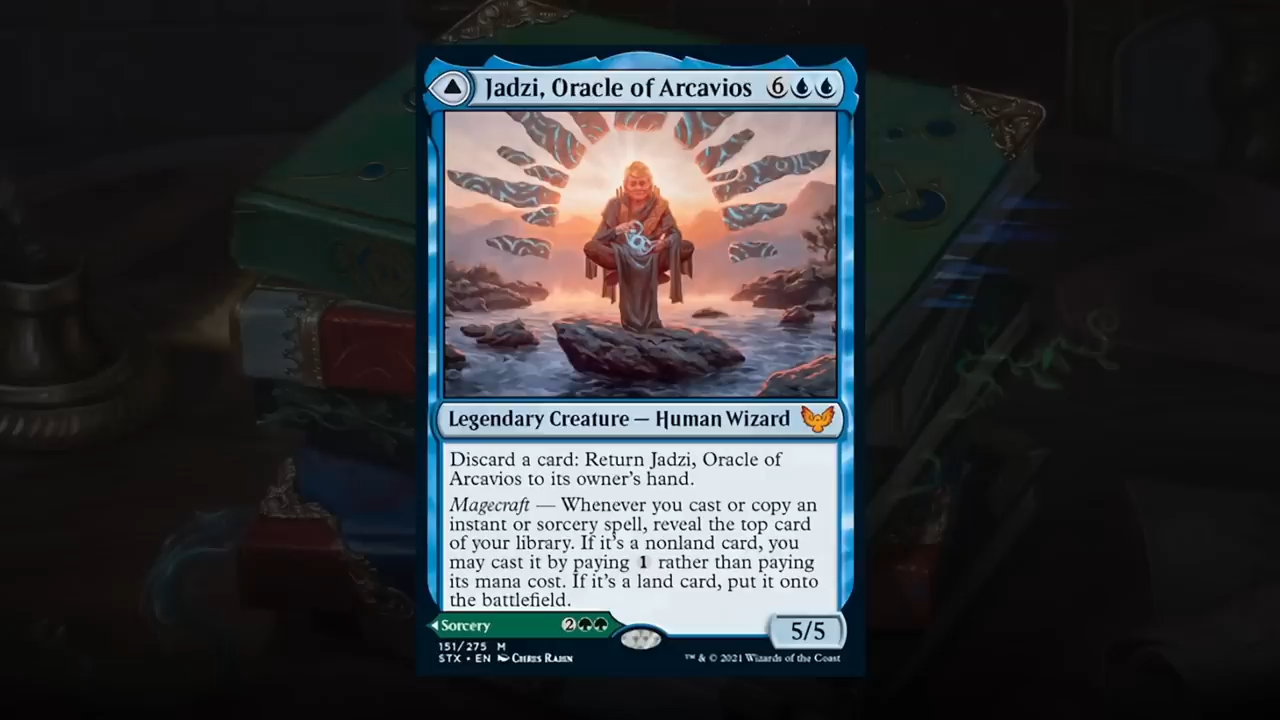 Jadzi, Oracle of Arcavios 6
Legendary Creature — Human Wizard
Discard a card: Return Jadzi, Oracle of
Arcavios to its owner's hand.
Magecraft — Whenever you cast or copy an
instant or sorcery spell, reveal the top card
of your library. If it's a nonland card, you
may cast it by paying 1 rather than paying
its mana cost. If it's a land card, put it onto
the battlefield.
Sorcery 2
5/5
151/275 M
STX • EN Chris Rahn
™ & © 2021 Wizards of the Coast